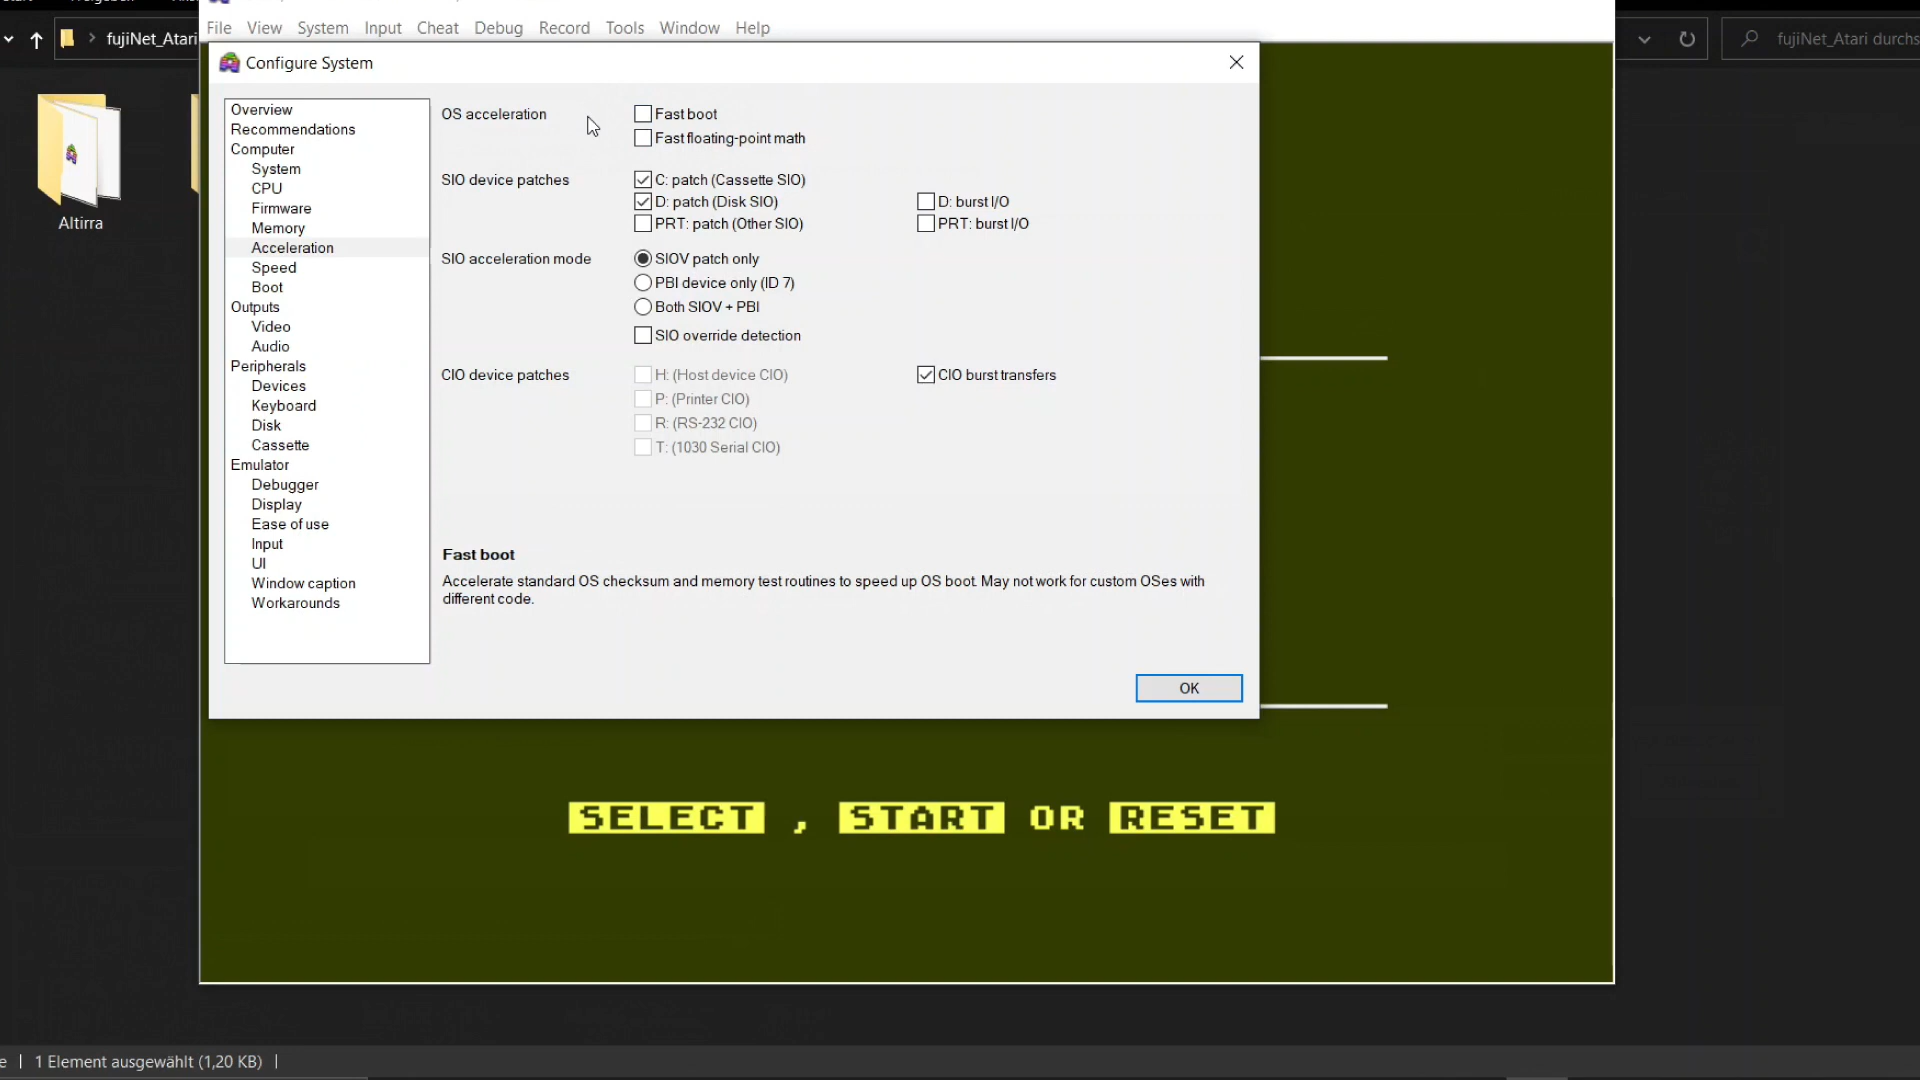 File View System Input Cheat Debug Record Tools Window Help
fujiNet_Atari
fujiNet_Atari durchs
Configure System
Altirra
Overview
Recommendations
Computer
System
CPU
Firmware
Memory
Acceleration
Speed
Boot
Outputs
Video
Audio
Peripherals
Devices
Keyboard
Disk
Cassette
Emulator
Debugger
Display
Ease of use
Input
UI
Window caption
Workarounds
OS acceleration
Fast boot
Fast floating-point math
SIO device patches
C: patch (Cassette SIO)
D: patch (Disk SIO)
D: burst I/O
PRT: patch (Other SIO)
PRT: burst I/O
SIO acceleration mode
SIOV patch only
PBI device only (ID 7)
Both SIOV + PBI
SIO override detection
CIO device patches
H: (Host device CIO)
CIO burst transfers
P: (Printer CIO)
R: (RS-232 CIO)
T: (1030 Serial CIO)
Fast boot
Accelerate standard OS checksum and memory test routines to speed up OS boot. May not work for custom OSes with
different code.
OK
SELECT , START OR RESET
e | 1 Element ausgewählt (1,20 KB) |